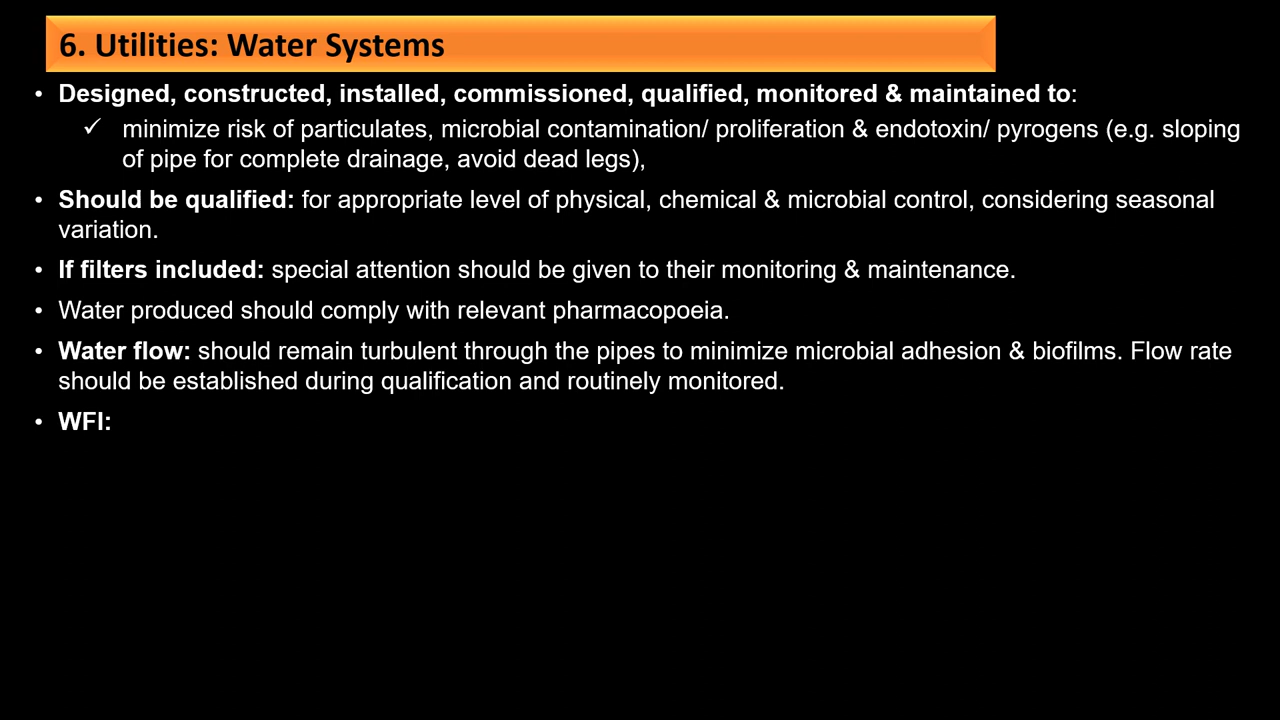 6. Utilities: Water Systems
• Designed, constructed, installed, commissioned, qualified, monitored & maintained to:
✓ minimize risk of particulates, microbial contamination/ proliferation & endotoxin/ pyrogens (e.g. sloping
of pipe for complete drainage, avoid dead legs),
• Should be qualified: for appropriate level of physical, chemical & microbial control, considering seasonal
variation.
• If filters included: special attention should be given to their monitoring & maintenance.
• Water produced should comply with relevant pharmacopoeia.
• Water flow: should remain turbulent through the pipes to minimize microbial adhesion & biofilms. Flow rate
should be established during qualification and routinely monitored.
• WFI: